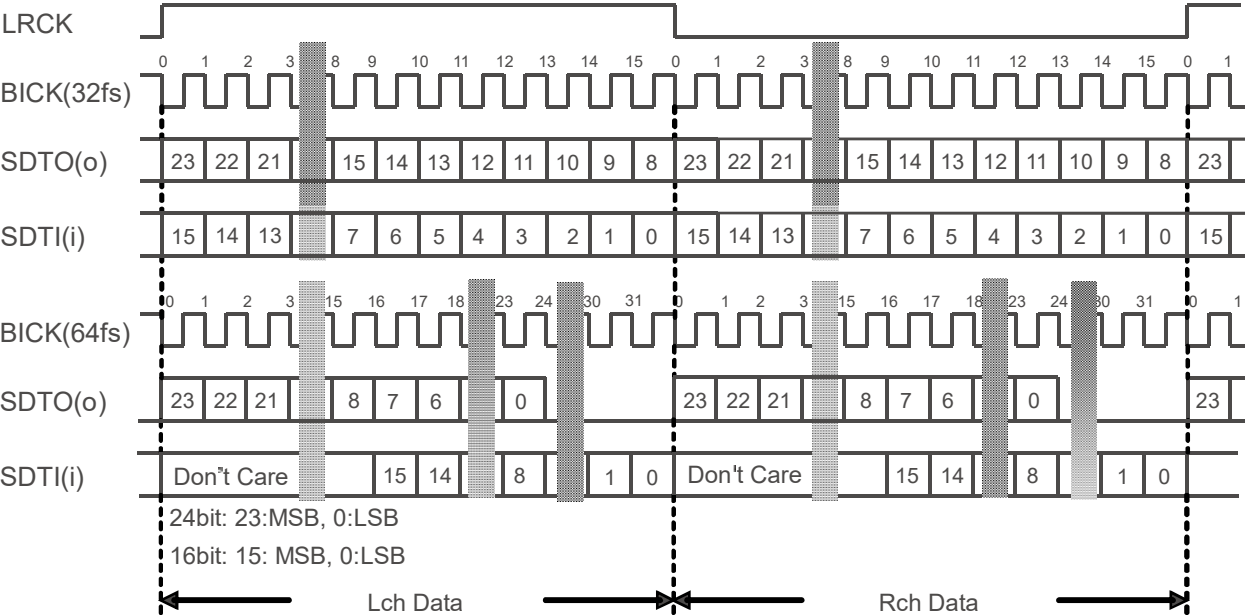 LRCK
0 1 2 3 8 9 10 11 12 13 14 15 0 1 2 3 8 9 10 11 12 13 14 15 0 1
BICK(32fs)
SDTO(o) 23 22 21 15 14 13 12 11 10 9 8 23 22 21 15 14 13 12 11 10 9 8 23
SDTI(i) 15 14 13 7 6 5 4 3 2 1 0 15 14 13 7 6 5 4 3 2 1 0 15
0 1 2 3 15 16 17 18 23 24 30 31 0 1 2 3 15 16 17 18 23 24 30 31 0 1
BICK(64fs)
SDTO(o) 23 22 21 8 7 6 0 23 22 21 8 7 6 0 23
SDTI(i) Don't Care 15 14 8 1 0 Don't Care 15 14 8 1 0
24bit: 23:MSB, 0:LSB
16bit: 15: MSB, 0:LSB
Lch Data Rch Data